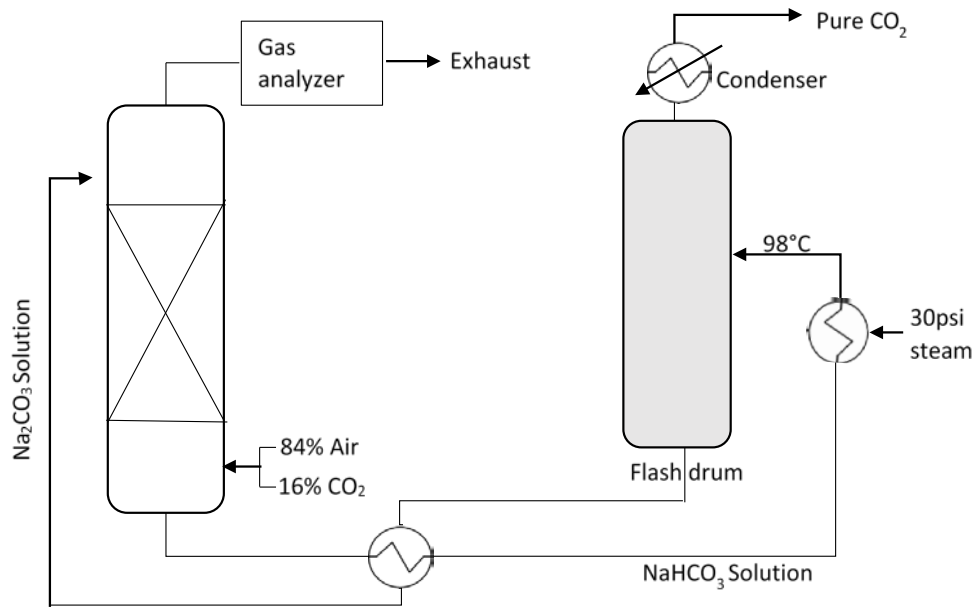 Gas
analyzer
Exhaust
Pure CO₂
Condenser
98°C
30psi
steam
Na₂CO₃ Solution
84% Air
16% CO₂
Flash drum
NaHCO₃ Solution